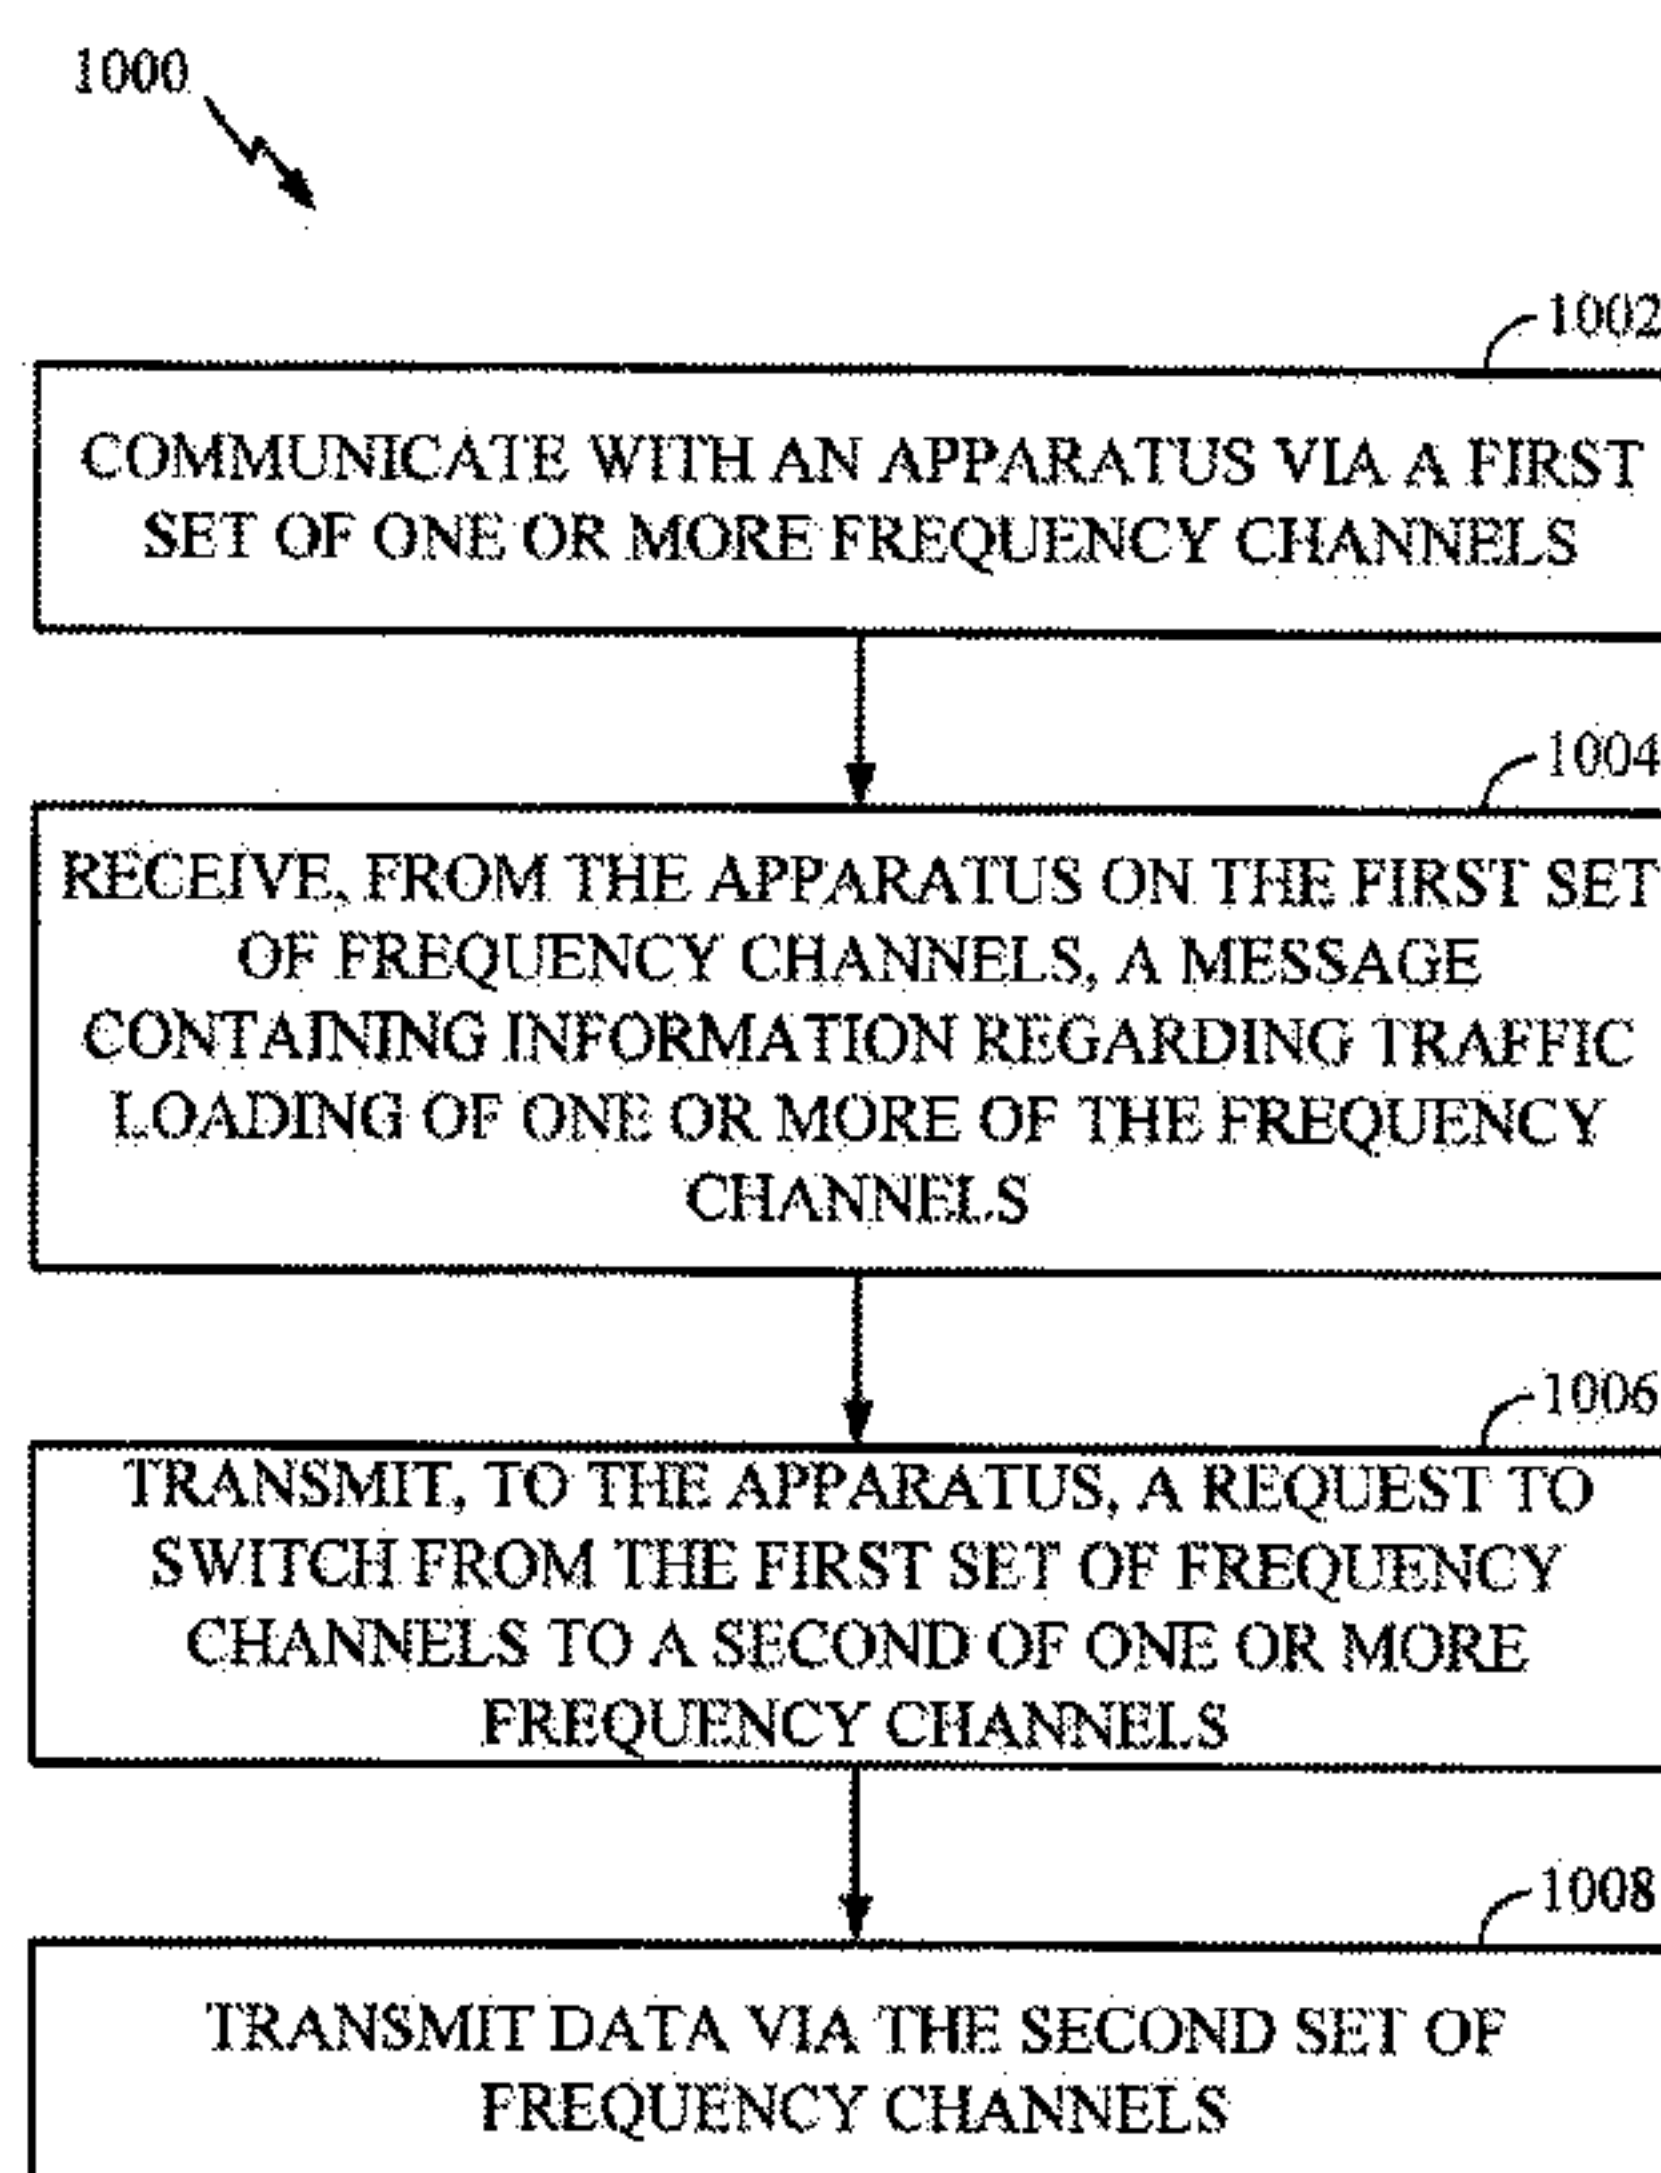 1000
1002
COMMUNICATE WITH AN APPARATUS VIA A FIRST
SET OF ONE OR MORE FREQUENCY CHANNELS
1004
RECEIVE, FROM THE APPARATUS ON THE FIRST SET
OF FREQUENCY CHANNELS, A MESSAGE
CONTAINING INFORMATION REGARDING TRAFFIC
LOADING OF ONE OR MORE OF THE FREQUENCY
CHANNELS
1006
TRANSMIT, TO THE APPARATUS, A REQUEST TO
SWITCH FROM THE FIRST SET OF FREQUENCY
CHANNELS TO A SECOND OF ONE OR MORE
FREQUENCY CHANNELS
1008
TRANSMIT DATA VIA THE SECOND SET OF
FREQUENCY CHANNELS